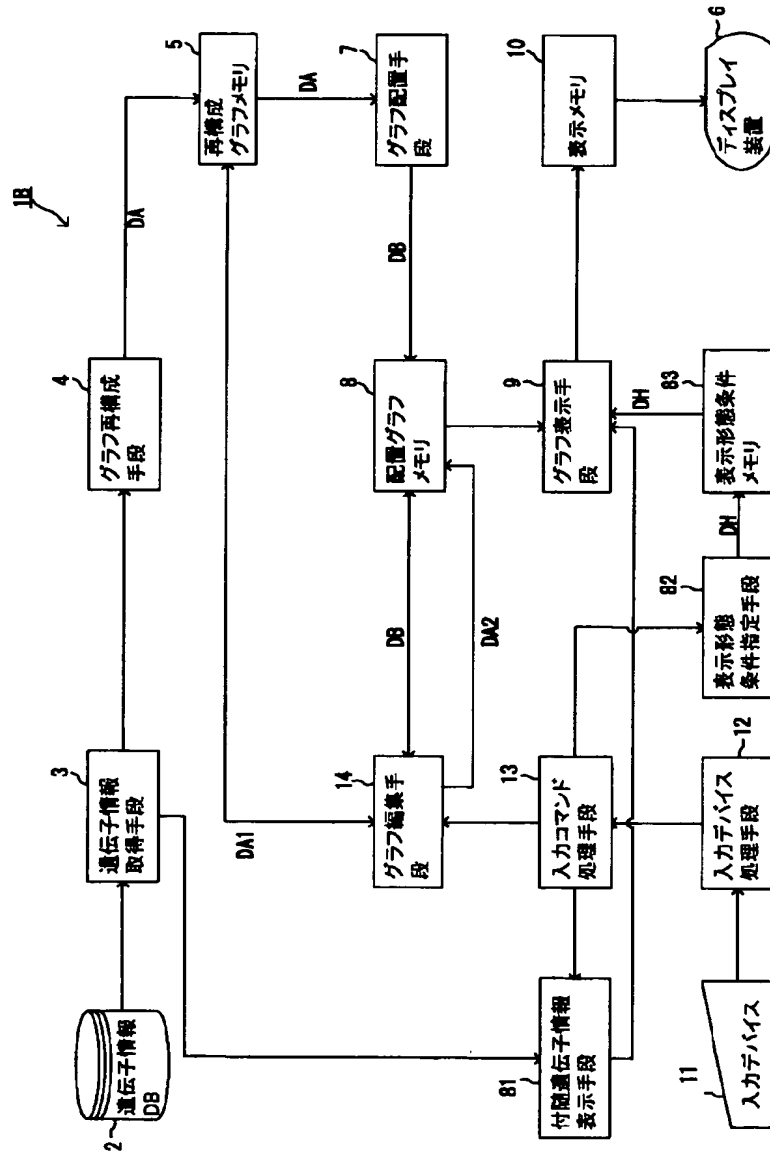 1B
2
遺伝子情報
DB
3
遺伝子情報
取得手段
4
グラフ再構成
手段
DA
5
再構成
グラフメモリ
DA1
DA
14
グラフ編集手
段
DB
DA2
8
配置グラフ
メモリ
DB
7
グラフ配置手
段
81
付随遺伝子情報
表示手段
13
入力コマンド
処理手段
9
グラフ表示手
段
10
表示メモリ
DH
11
入力デバイス
12
入力デバイス
処理手段
82
表示形態
条件指定手段
DH
83
表示形態条件
メモリ
6
ディスプレイ
装置